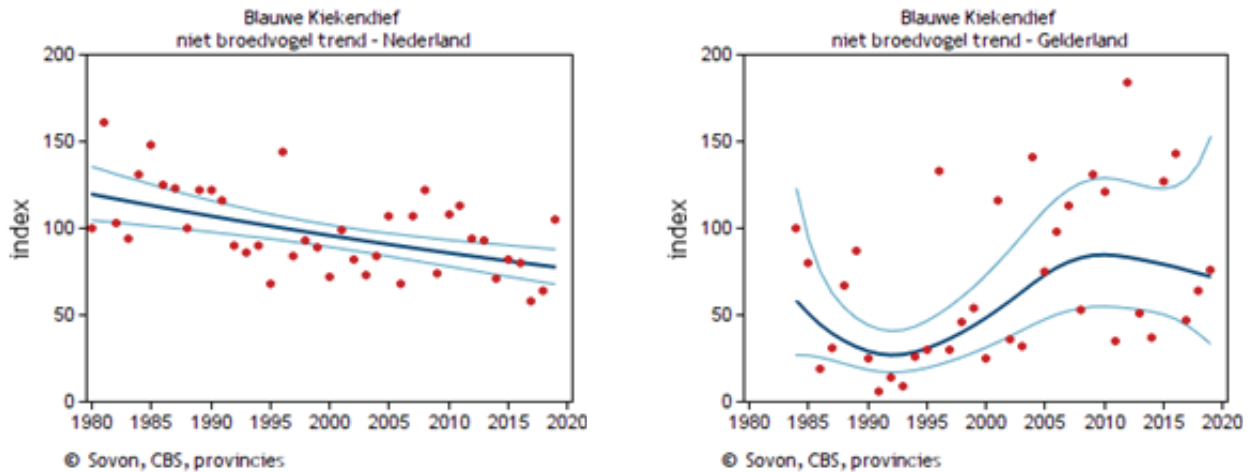 Blauwe Kiekendief
niet broedvogel trend - Nederland
200
150
100
50
0
index
1980 1985 1990 1995 2000 2005 2010 2015 2020
© Sovon, CBS, provincies
Blauwe Kiekendief
niet broedvogel trend - Gelderland
200
150
100
50
0
index
1980 1985 1990 1995 2000 2005 2010 2015 2020
© Sovon, CBS, provincies